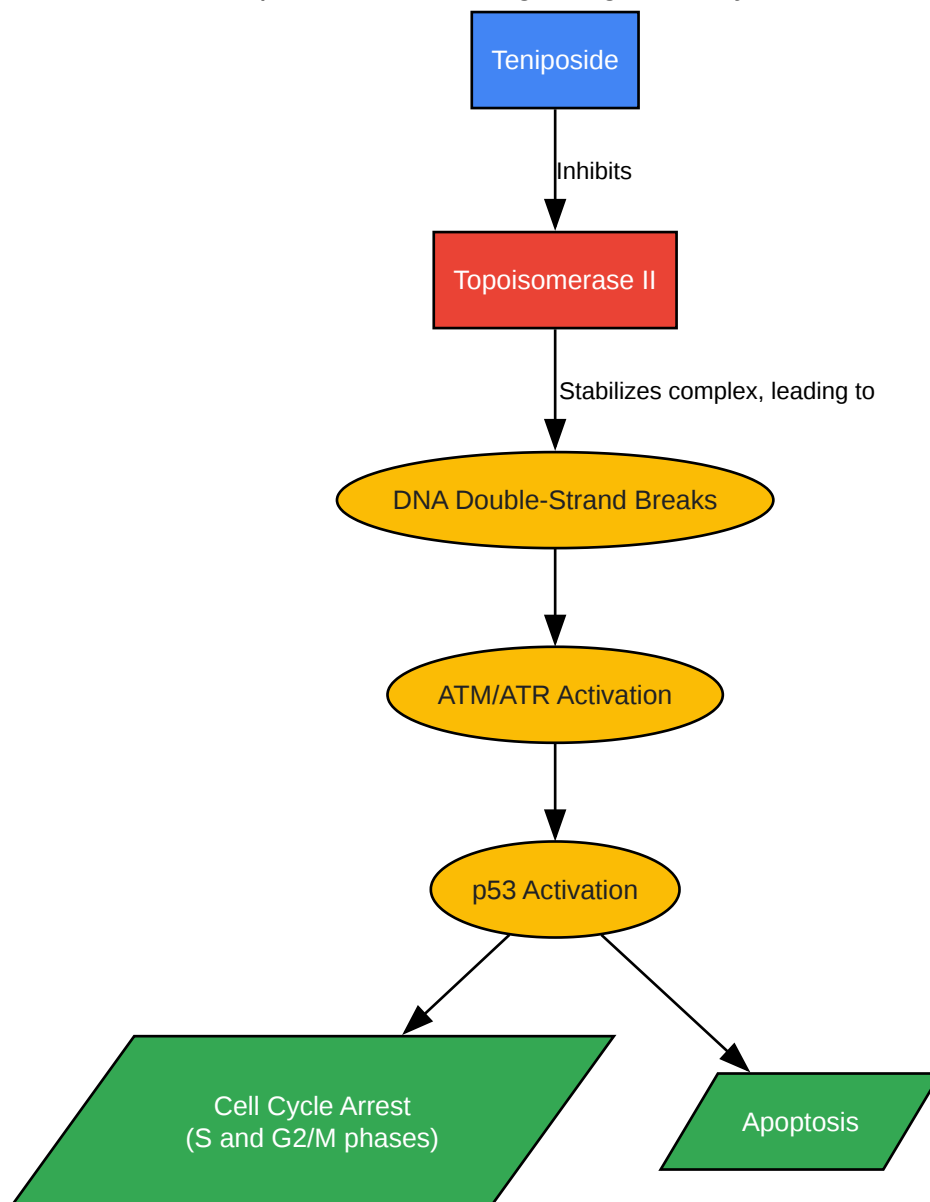 Teniposide
Inhibits
Topoisomerase II
Stabilizes complex, leading to
DNA Double-Strand Breaks
ATM/ATR Activation
p53 Activation
Cell Cycle Arrest
(S and G2/M phases)
Apoptosis